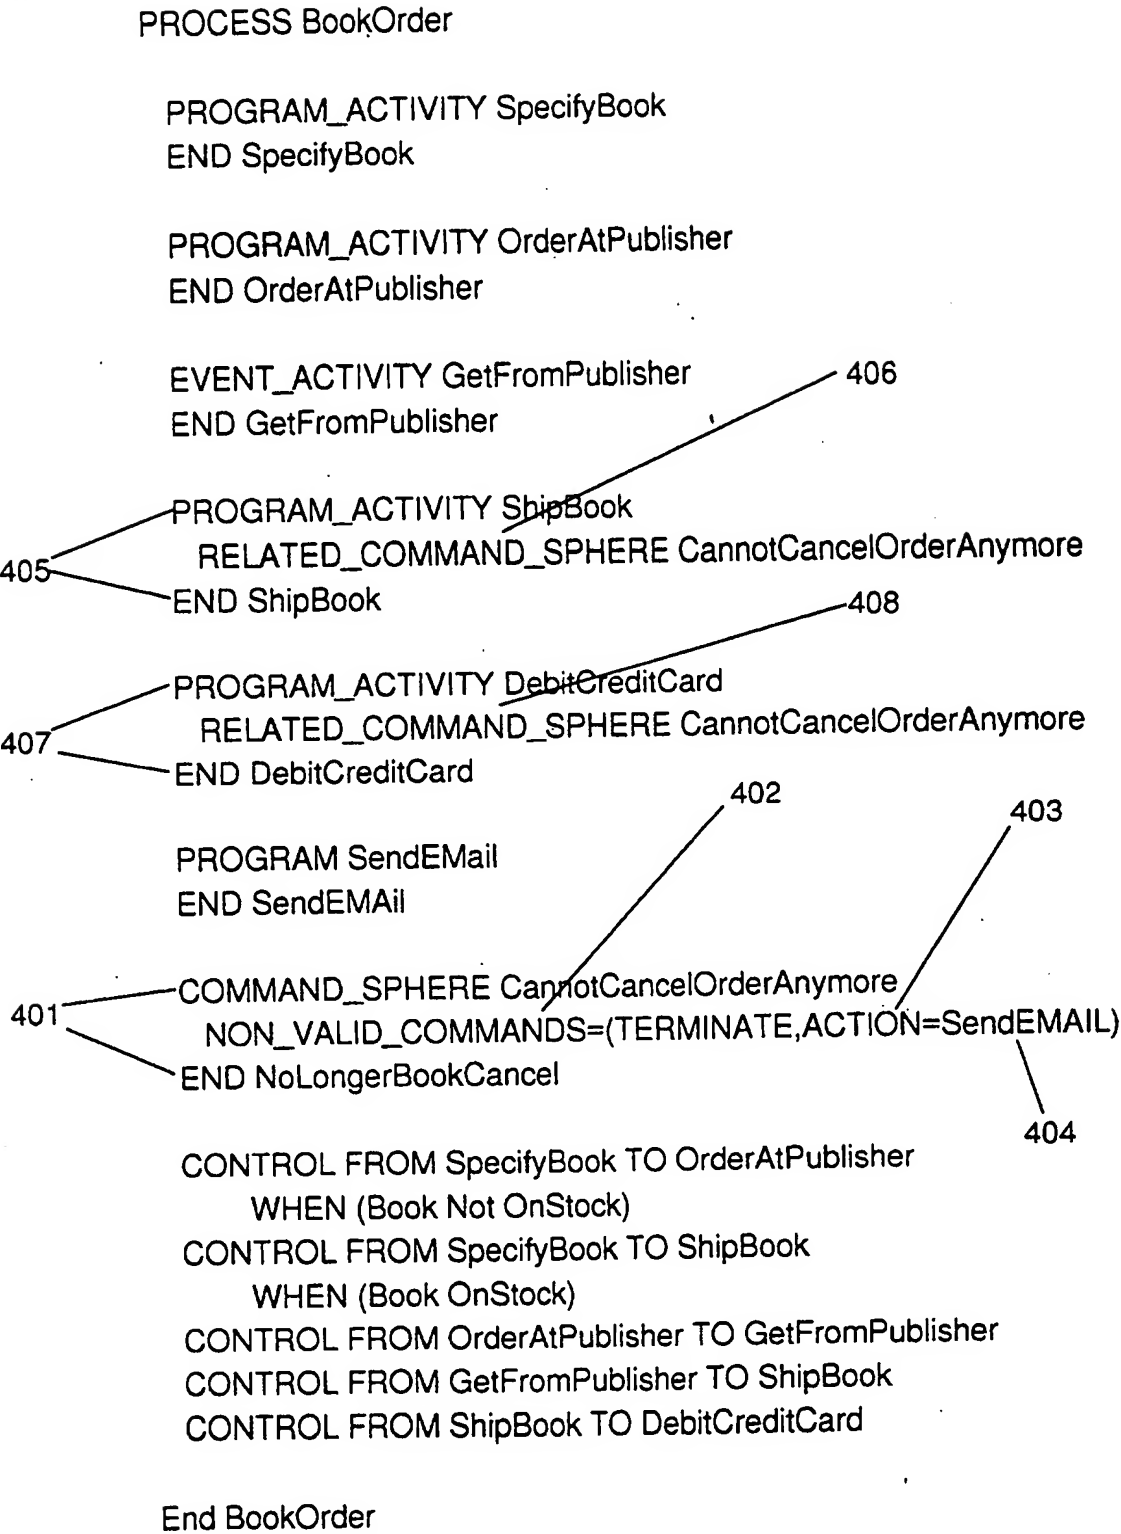 PROCESS BookOrder
PROGRAM_ACTIVITY SpecifyBook
END SpecifyBook
PROGRAM_ACTIVITY OrderAtPublisher
END OrderAtPublisher
EVENT_ACTIVITY GetFromPublisher
406
END GetFromPublisher
PROGRAM_ACTIVITY ShipBook
RELATED_COMMAND_SPHERE CannotCancelOrderAnymore
405
END ShipBook
408
PROGRAM_ACTIVITY DebitCreditCard
RELATED_COMMAND_SPHERE CannotCancelOrderAnymore
407
END DebitCreditCard
402
403
PROGRAM SendEMail
END SendEMAil
COMMAND_SPHERE CannotCancelOrderAnymore
401
NON_VALID_COMMANDS=(TERMINATE,ACTION=SendEMAIL)
END NoLongerBookCancel
404
CONTROL FROM SpecifyBook TO OrderAtPublisher
WHEN (Book Not OnStock)
CONTROL FROM SpecifyBook TO ShipBook
WHEN (Book OnStock)
CONTROL FROM OrderAtPublisher TO GetFromPublisher
CONTROL FROM GetFromPublisher TO ShipBook
CONTROL FROM ShipBook TO DebitCreditCard
End BookOrder